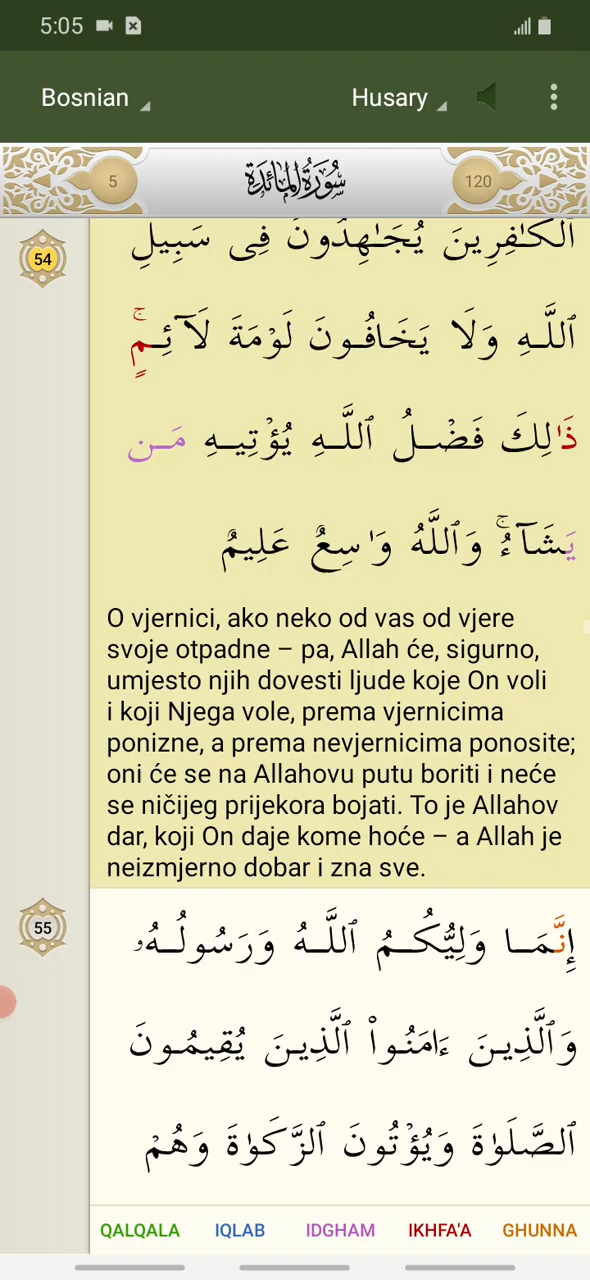 5:05
Bosnian
Husary
5
سُورَةُ المَائِدَة
120
54
ٱلْكَـٰفِرِينَ يُجَـٰهِدُونَ فِى سَبِيلِ
ٱللَّهِ وَلَا يَخَافُونَ لَوْمَةَ لَآئِمٍ ۚ
ذَٰلِكَ فَضْلُ ٱللَّهِ يُؤْتِيهِ مَن
يَشَآءُ ۚ وَٱللَّهُ وَٰسِعٌ عَلِيمٌ
O vjernici, ako neko od vas od vjere
svoje otpadne – pa, Allah će, sigurno,
umjesto njih dovesti ljude koje On voli
i koji Njega vole, prema vjernicima
ponizne, a prema nevjernicima ponosite;
oni će se na Allahovu putu boriti i neće
se ničijeg prijekora bojati. To je Allahov
dar, koji On daje kome hoće – a Allah je
neizmjerno dobar i zna sve.
55
إِنَّمَا وَلِيُّكُمُ ٱللَّهُ وَرَسُولُهُۥ
وَٱلَّذِينَ ءَامَنُوا۟ ٱلَّذِينَ يُقِيمُونَ
ٱلصَّلَوٰةَ وَيُؤْتُونَ ٱلزَّكَوٰةَ وَهُمْ
QALQALA IQLAB IDGHAM IKHFA'A GHUNNA